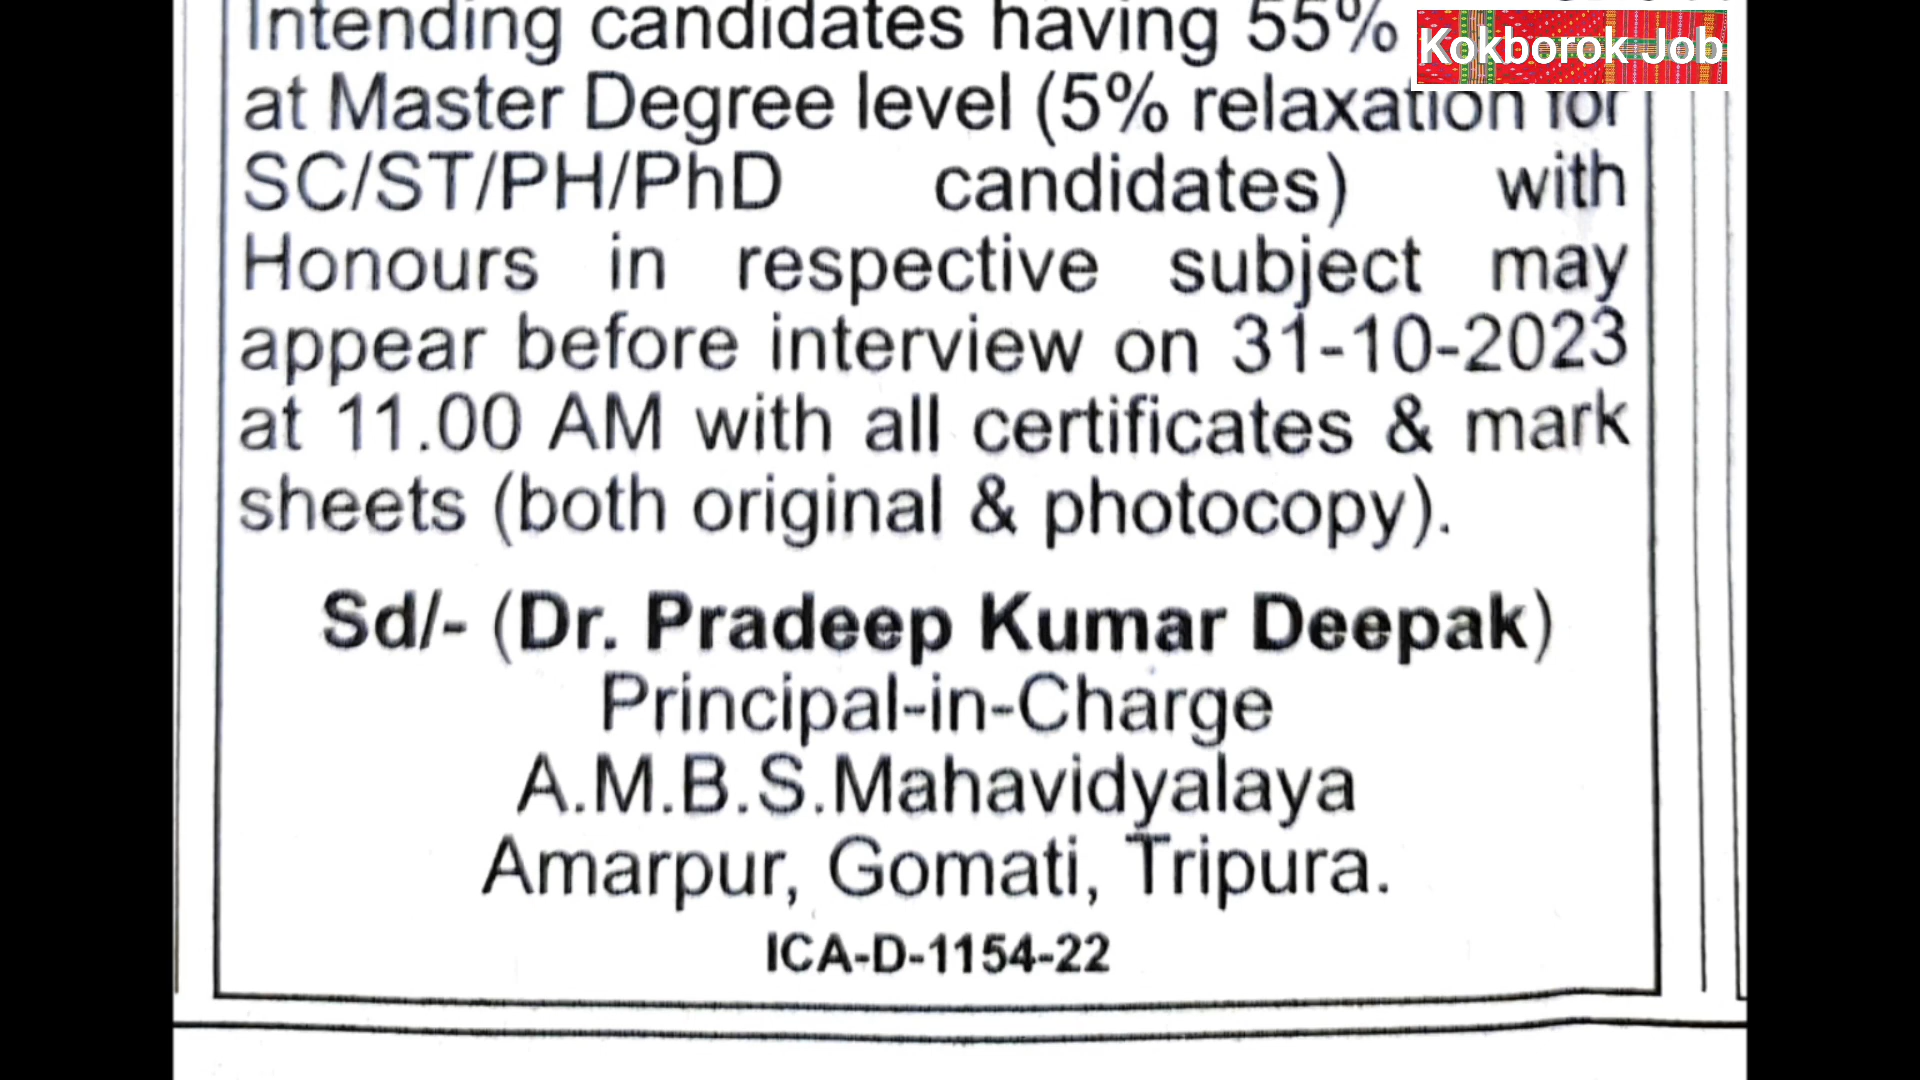 Intending candidates having 55%
Kokborok Job
at Master Degree level (5% relaxation for
SC/ST/PH/PhD candidates) with
Honours in respective subject may
appear before interview on 31-10-2023
at 11.00 AM with all certificates & mark
sheets (both original & photocopy).
Sd/- (Dr. Pradeep Kumar Deepak)
Principal-in-Charge
A.M.B.S.Mahavidyalaya
Amarpur, Gomati, Tripura.
ICA-D-1154-22